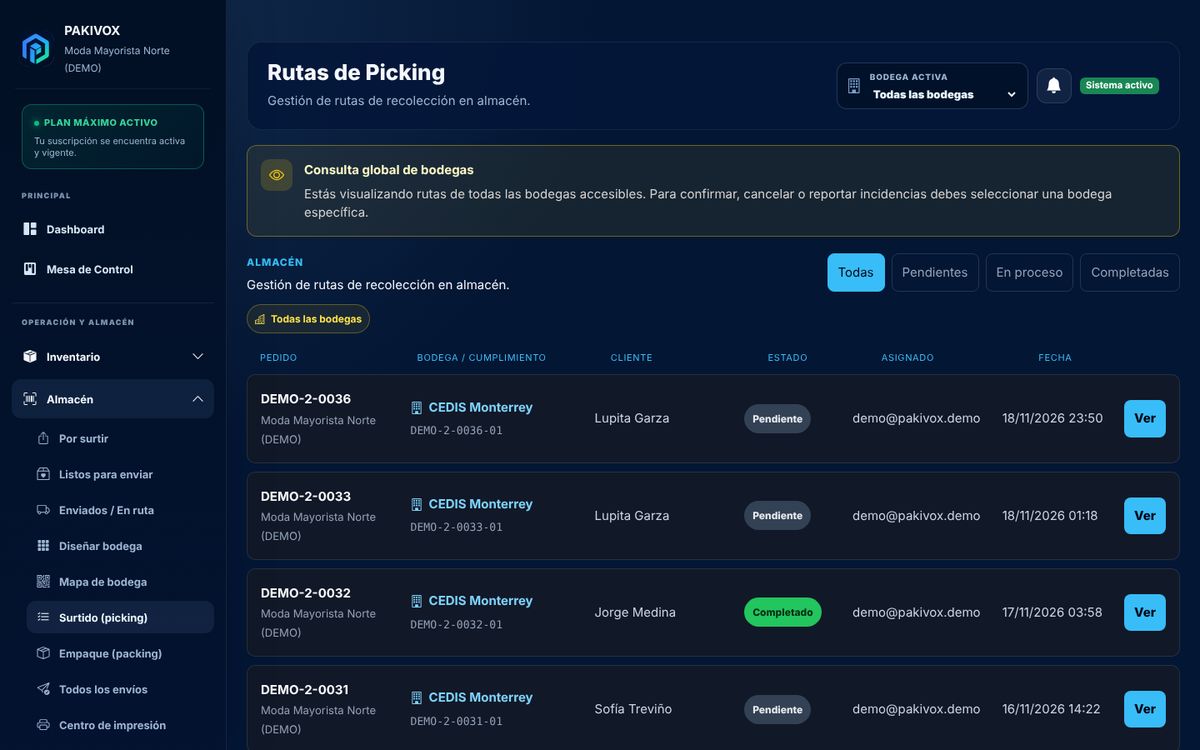 PAKIVOX
Moda Mayorista Norte
(DEMO)
PLAN MÁXIMO ACTIVO
Tu suscripción se encuentra activa
y vigente.
PRINCIPAL
Dashboard
Mesa de Control
OPERACIÓN Y ALMACÉN
Inventario
Almacén
Por surtir
Listos para enviar
Enviados / En ruta
Diseñar bodega
Mapa de bodega
Surtido (picking)
Empaque (packing)
Todos los envíos
Centro de impresión
Rutas de Picking
Gestión de rutas de recolección en almacén.
BODEGA ACTIVA
Todas las bodegas
Sistema activo
Consulta global de bodegas
Estás visualizando rutas de todas las bodegas accesibles. Para confirmar, cancelar o reportar incidencias debes seleccionar una bodega
específica.
ALMACÉN
Gestión de rutas de recolección en almacén.
Todas Pendientes En proceso Completadas
Todas las bodegas
PEDIDO BODEGA / CUMPLIMIENTO CLIENTE ESTADO ASIGNADO FECHA
DEMO-2-0036
Moda Mayorista Norte
(DEMO)
CEDIS Monterrey
DEMO-2-0036-01
Lupita Garza
Pendiente
demo@pakivox.demo
18/11/2026 23:50
Ver
DEMO-2-0033
Moda Mayorista Norte
(DEMO)
CEDIS Monterrey
DEMO-2-0033-01
Lupita Garza
Pendiente
demo@pakivox.demo
18/11/2026 01:18
Ver
DEMO-2-0032
Moda Mayorista Norte
(DEMO)
CEDIS Monterrey
DEMO-2-0032-01
Jorge Medina
Completado
demo@pakivox.demo
17/11/2026 03:58
Ver
DEMO-2-0031
Moda Mayorista Norte
(DEMO)
CEDIS Monterrey
DEMO-2-0031-01
Sofía Treviño
Pendiente
demo@pakivox.demo
16/11/2026 14:22
Ver